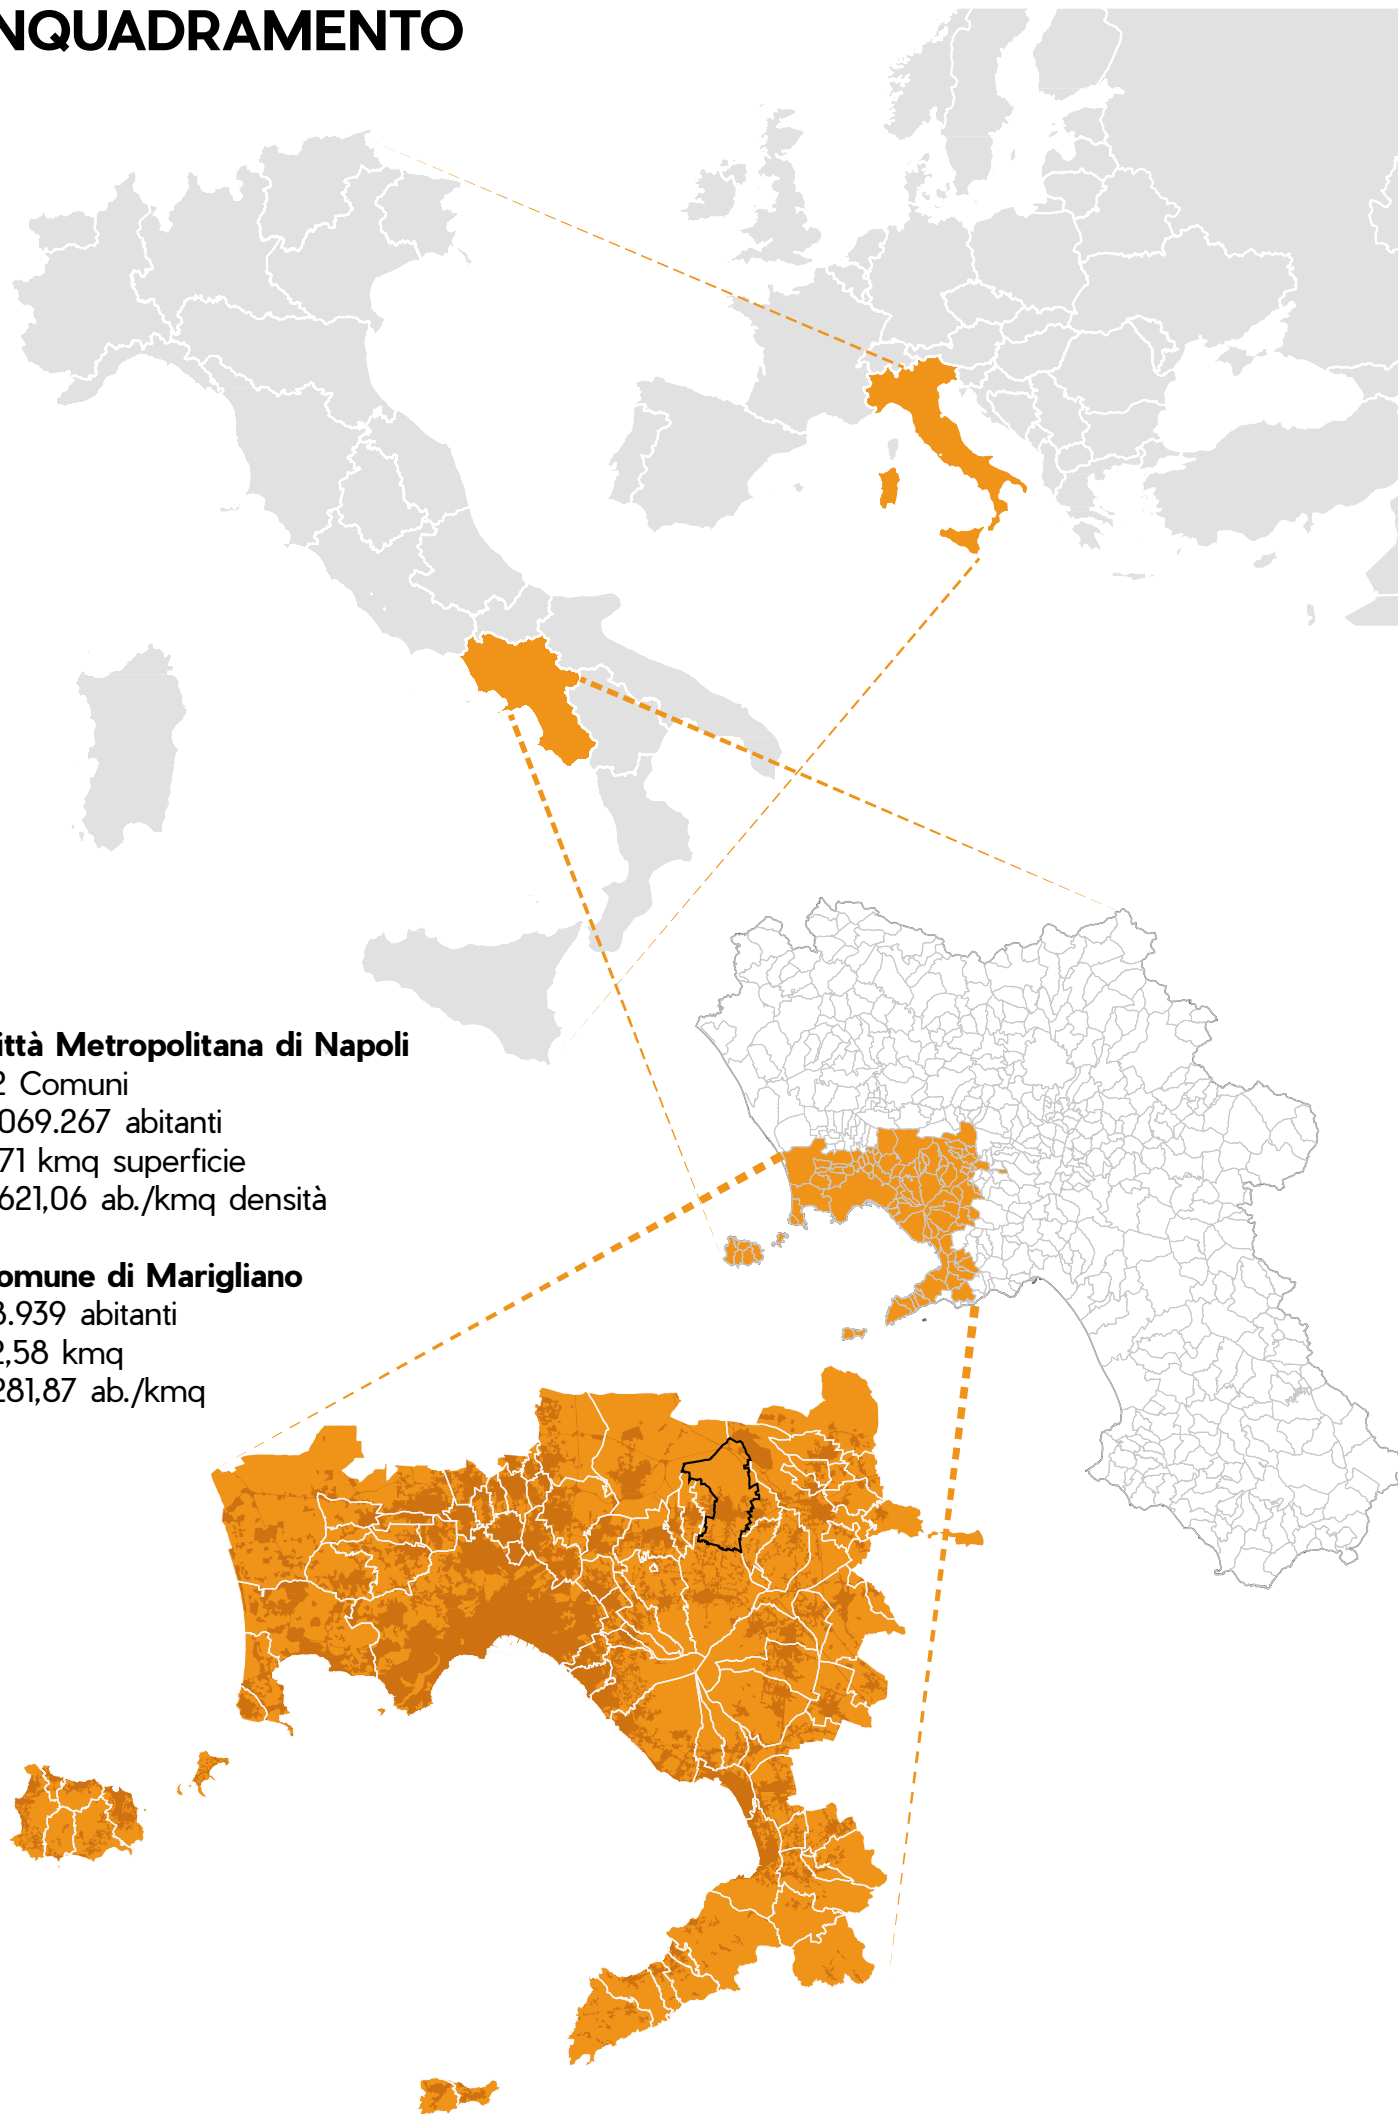 NQUADRAMENTO
ittà Metropolitana di Napoli
2 Comuni
069.267 abitanti
71 kmq superficie
621,06 ab./kmq densità
omune di Marigliano
3.939 abitanti
2,58 kmq
281,87 ab./kmq